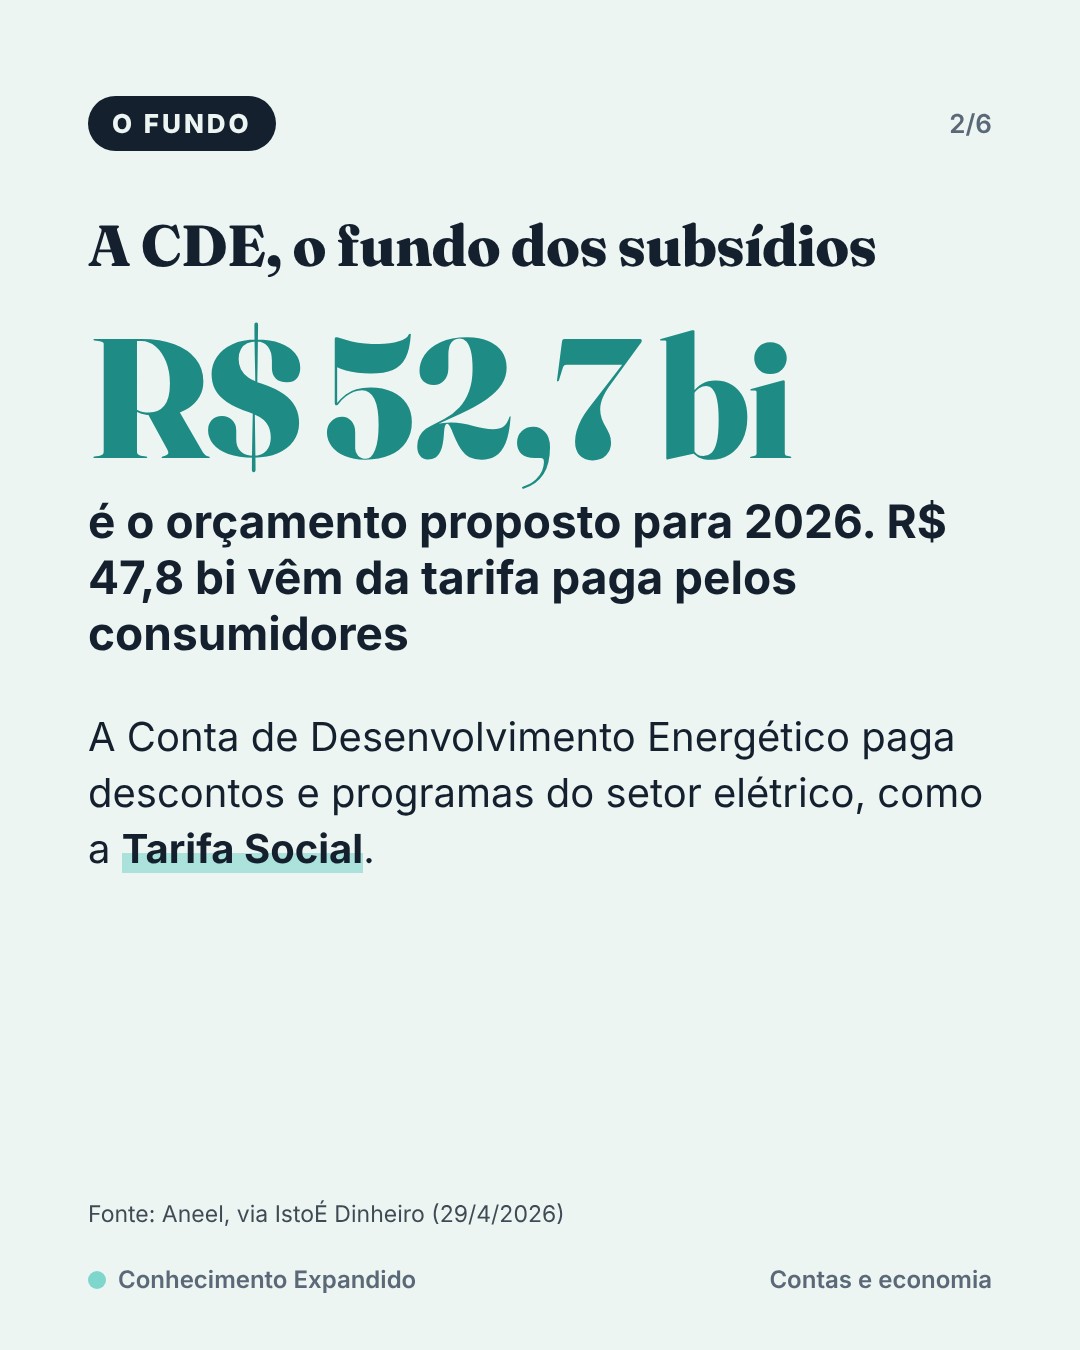 O FUNDO
2/6
A CDE, o fundo dos subsídios
R$ 52,7 bi
é o orçamento proposto para 2026. R$
47,8 bi vêm da tarifa paga pelos
consumidores
A Conta de Desenvolvimento Energético paga
descontos e programas do setor elétrico, como
a Tarifa Social.
Fonte: Aneel, via IstoÉ Dinheiro (29/4/2026)
Conhecimento Expandido
Contas e economia